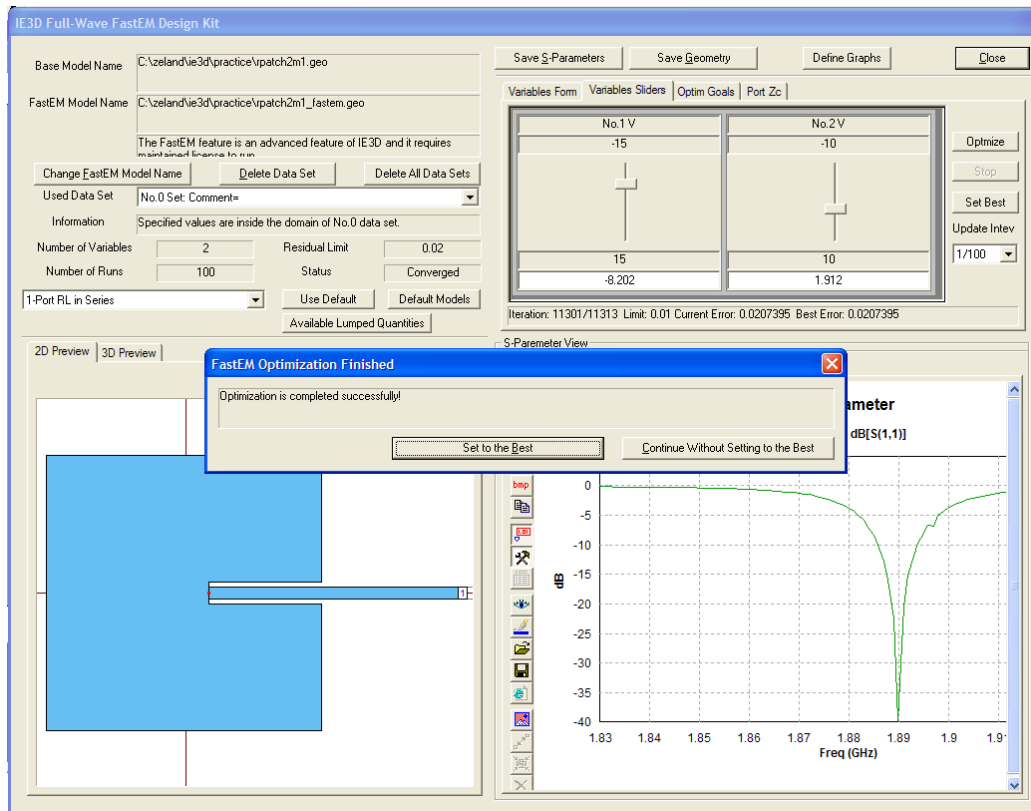 IE3D Full-Wave FastEM Design Kit
Base Model Name C:\zeland\ie3d\practice\rpatch2m1.geo
FastEM Model Name C:\zeland\ie3d\practice\rpatch2m1_fastem.geo
The FastEM feature is an advanced feature of IE3D and it requires
maintained license to run
Change FastEM Model Name Delete Data Set Delete All Data Sets
Used Data Set No.0 Set: Comment=
Information Specified values are inside the domain of No.0 data set.
Number of Variables 2 Residual Limit 0.02
Number of Runs 100 Status Converged
1-Port RL in Series Use Default Default Models
Available Lumped Quantities
Save S-Parameters Save Geometry Define Graphs Close
Variables Form Variables Sliders Optim Goals Port Zc
No.1 V No.2 V
-15 -10
15 10
-8.202 1.912
Optmize
Stop
Set Best
Update Intev
1/100
Iteration: 11301/11313 Limit: 0.01 Current Error: 0.0207395 Best Error: 0.0207395
2D Preview 3D Preview
1
S-Paremeter View
FastEM Optimization Finished
Optimization is completed successfully!
Set to the Best Continue Without Setting to the Best
ameter
dB[S(1,1)]
bmp
0
-5
-10
-15
-20
-25
-30
-35
-40
dB
1.83 1.84 1.85 1.86 1.87 1.88 1.89 1.9 1.91
Freq (GHz)